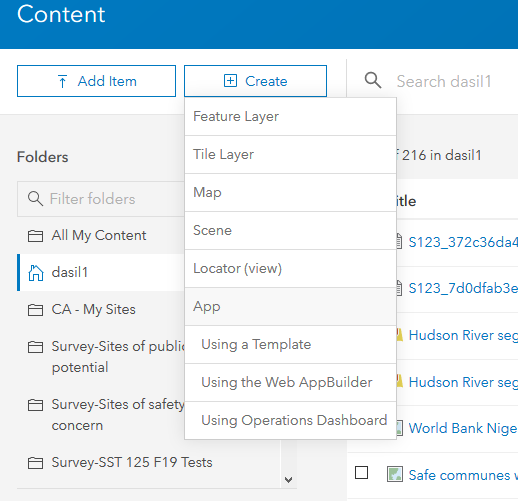 Content
Add Item
Create
Search dasil1
Feature Layer
Tile Layer
Map
Scene
Locator (view)
App
Using a Template
Using the Web AppBuilder
Using Operations Dashboard
Folders
Filter folders
All My Content
dasil1
CA - My Sites
Survey-Sites of public
potential
Survey-Sites of safety
concern
Survey-SST 125 F19 Tests
of 216 in dasil1
Title
S123_372c36da4
S123_7d0dfab3e
Hudson River seg
Hudson River seg
World Bank Nige
Safe communes w